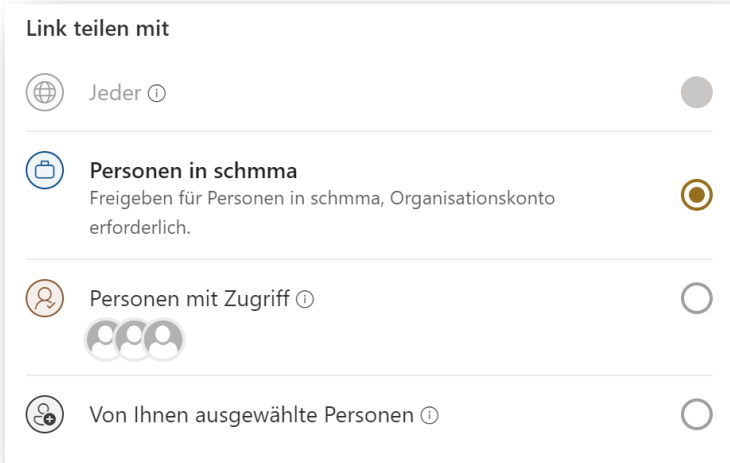 Link teilen mit
Jeder
Personen in schmma
Freigeben für Personen in schmma, Organisationskonto
erforderlich.
Personen mit Zugriff
Von Ihnen ausgewählte Personen